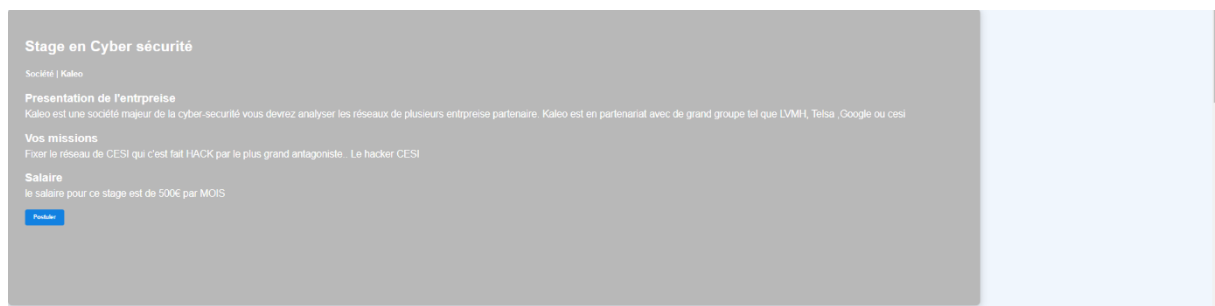 Stage en Cyber sécurité
Société | Kaleo
Presentation de l'entrpreise
Kaleo est une société majeur de la cyber-securité vous devrez analyser les réseaux de plusieurs entrpreise partenaire. Kaleo est en partenariat avec de grand groupe tel que LVMH, Telsa ,Google ou cesi
Vos missions
Fixer le réseau de CESI qui c'est fait HACK par le plus grand antagoniste.. Le hacker CESI
Salaire
le salaire pour ce stage est de 500€ par MOIS
Postuler